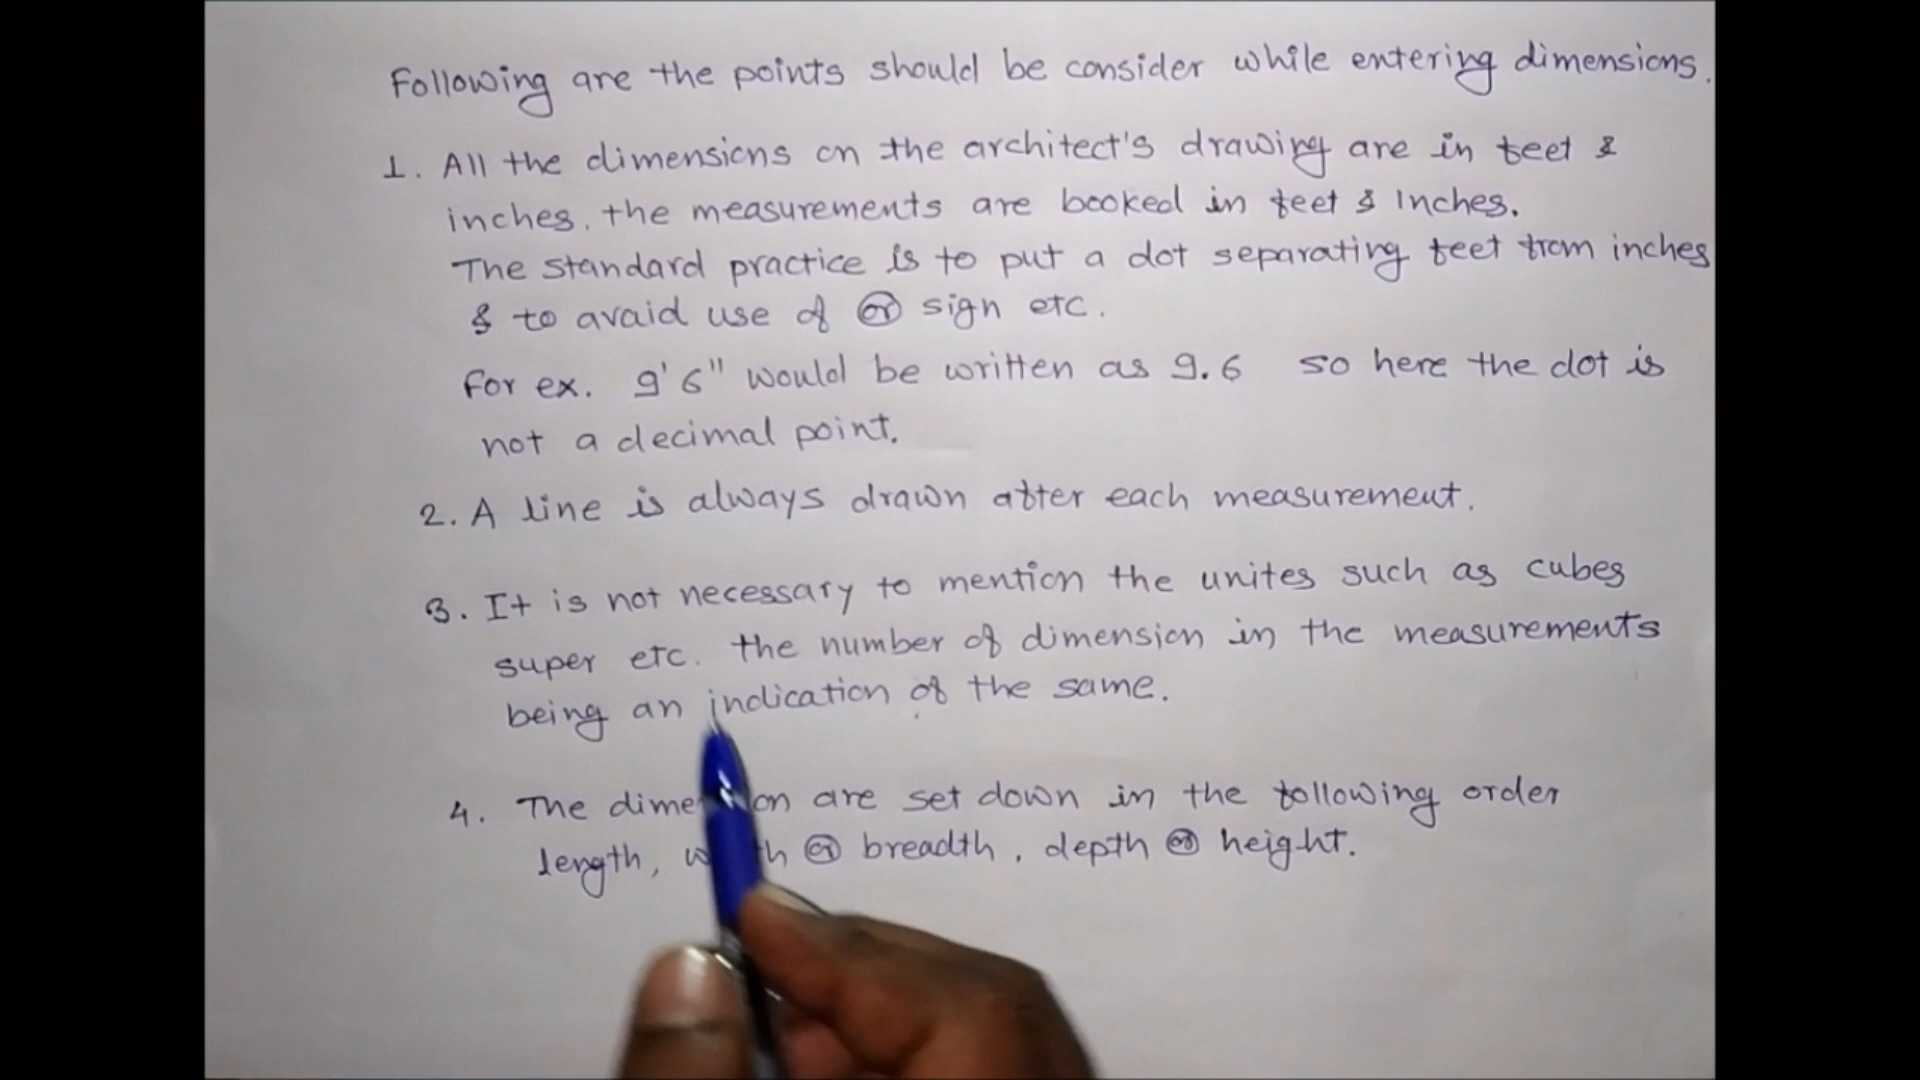 Following are the points should be consider while entering dimensions.
1. All the dimensions on the architect's drawing are in feet &
inches. the measurements are booked in feet & Inches.
The standard practice is to put a dot separating feet from inches
& to avaid use of or sign etc.
For ex. 9'6" would be written as 9.6 so here the dot is
not a decimal point.
2. A line is always drawn after each measurement.
3. It is not necessary to mention the unites such as cubes
super etc. the number of dimension in the measurements
being an indication of the same.
4. The are set down in the following order
length, or breadth, depth or height.